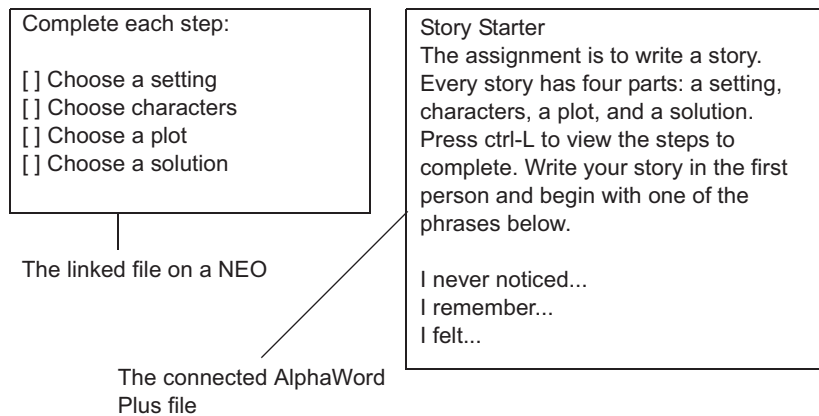 Complete each step:
[ ] Choose a setting
[ ] Choose characters
[ ] Choose a plot
[ ] Choose a solution
The linked file on a NEO
Story Starter
The assignment is to write a story.
Every story has four parts: a setting,
characters, a plot, and a solution.
Press ctrl-L to view the steps to
complete. Write your story in the first
person and begin with one of the
phrases below.
I never noticed...
I remember...
I felt...
The connected AlphaWord
Plus file